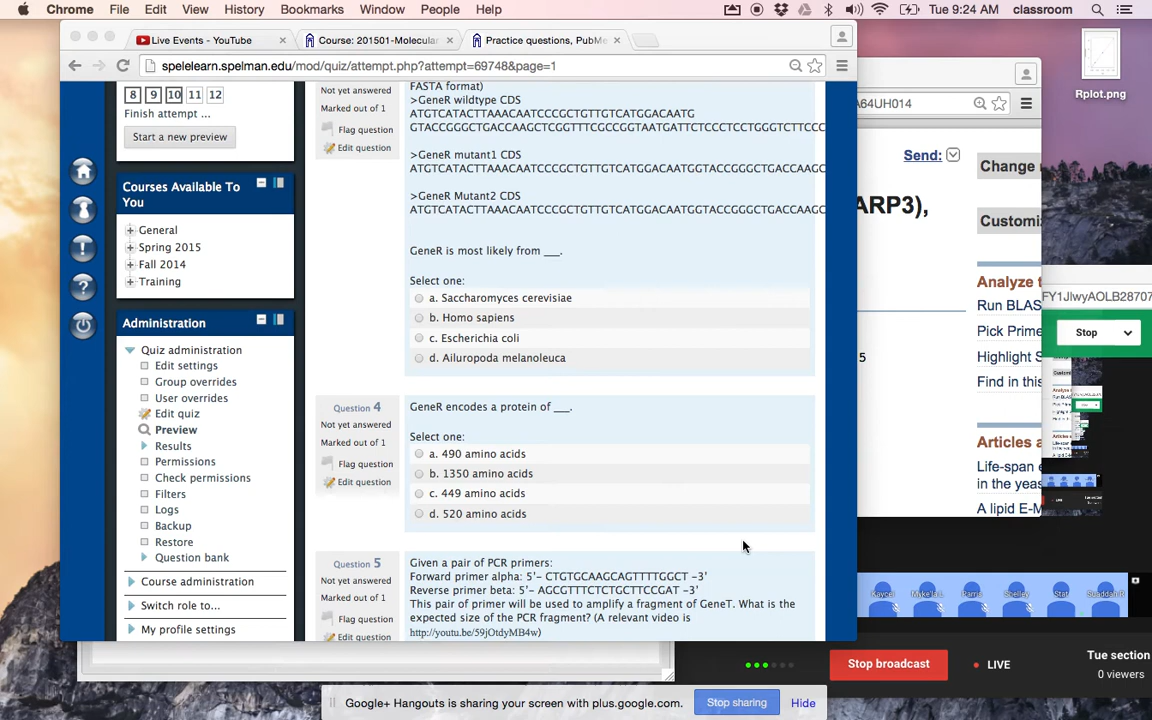 Chrome File Edit View History Bookmarks Window People Help
Tue 9:24 AM classroom
Live Events - YouTube
Course: 201501-Molecular
Practice questions, PubMe
spelelearn.spelman.edu/mod/quiz/attempt.php?attempt=69748&page=1
8 9 10 11 12
Finish attempt ...
Start a new preview
Courses Available To
You
General
Spring 2015
Fall 2014
Training
Administration
Quiz administration
Edit settings
Group overrides
User overrides
Edit quiz
Preview
Results
Permissions
Check permissions
Filters
Logs
Backup
Restore
Question bank
Course administration
Switch role to...
My profile settings
Not yet answered
Marked out of 1
Flag question
Edit question
FASTA format)
>GeneR wildtype CDS
ATGTCATACTTAAACAATCCCGCTGTTGTCATGGACAATG
GTACCGGGCTGACCAAGCTCGGTTTCGCCGGTAATGATTCTCCCTCCTGGGTCTTCCC
>GeneR mutant1 CDS
ATGTCATACTTAAACAATCCCGCTGTTGTCATGGACAATGGTACCGGGCTGACCAAGC
>GeneR Mutant2 CDS
ATGTCATACTTAAACAATCCCGCTGTTGTCATGGACAATGGTACCGGGCTGACCAAGC
GeneR is most likely from ___.
Select one:
a. Saccharomyces cerevisiae
b. Homo sapiens
c. Escherichia coli
d. Ailuropoda melanoleuca
Question 4
Not yet answered
Marked out of 1
Flag question
Edit question
GeneR encodes a protein of ___.
Select one:
a. 490 amino acids
b. 1350 amino acids
c. 449 amino acids
d. 520 amino acids
Question 5
Not yet answered
Marked out of 1
Flag question
Edit question
Given a pair of PCR primers:
Forward primer alpha: 5'- CTGTGCAAGCAGTTTTGGCT -3'
Reverse primer beta: 5'- AGCGTTTCTCTGCTTCCGAT -3'
This pair of primer will be used to amplify a fragment of GeneT. What is the
expected size of the PCR fragment? (A relevant video is
http://youtu.be/59jOtdyMB4w)
A64UH014
Send:
Change
ARP3),
Customi
Analyze t
Run BLAS
Pick Prime
Highlight S
Find in this
5
Articles a
Life-span e
in the yeas
A lipid E-M
Rplot.png
FY1JlwyAOLB28707
Stop
Kaycei Mykela L Parris Shelley Stat
Stop broadcast
LIVE
Tue section
0 viewers
Google+ Hangouts is sharing your screen with plus.google.com.
Stop sharing
Hide